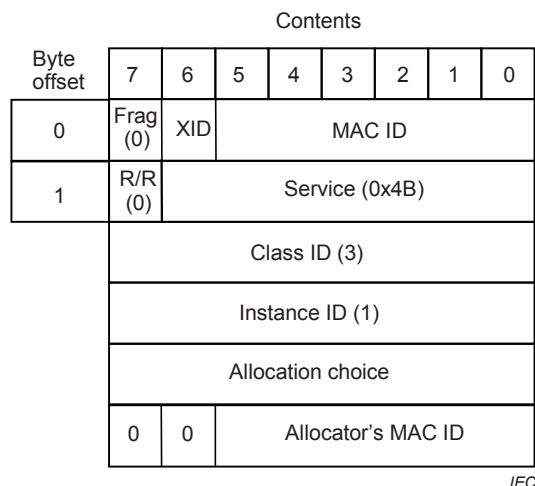 Contents
Byte
offset
7 6 5 4 3 2 1 0
0 Frag
(0) XID MAC ID
1 R/R
(0) Service (0x4B)
Class ID (3)
Instance ID (1)
Allocation choice
0 0 Allocator's MAC ID
IEC